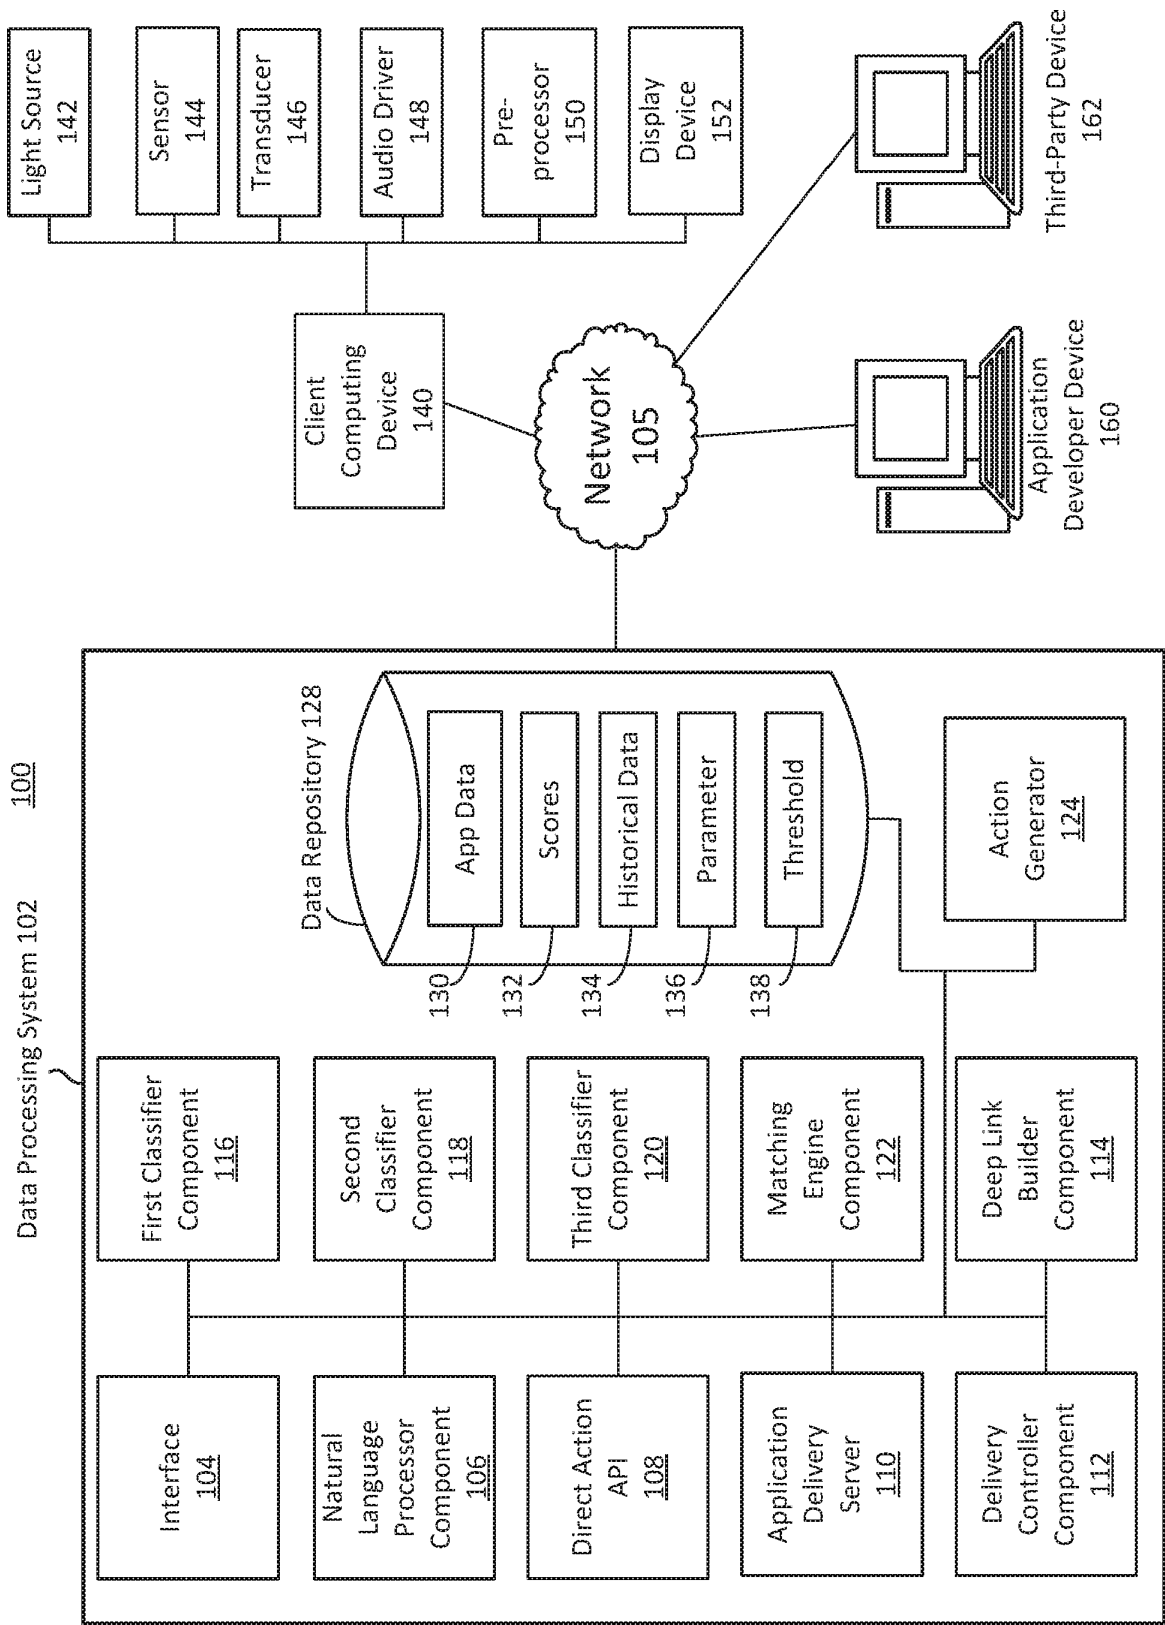 100
Data Processing System 102
Interface
104
Natural
Language
Processor
Component
106
Direct Action
API
108
Application
Delivery
Server
110
Delivery
Controller
Component
112
First Classifier
Component
116
Second
Classifier
Component
118
Third Classifier
Component
120
Matching
Engine
Component
122
Deep Link
Builder
Component
114
Data Repository 128
130
App Data
132
Scores
134
Historical Data
136
Parameter
138
Threshold
Action
Generator
124
Network
105
Client
Computing
Device
140
Light Source
142
Sensor
144
Transducer
146
Audio Driver
148
Pre-
processor
150
Display
Device
152
Application
Developer Device
160
Third-Party Device
162